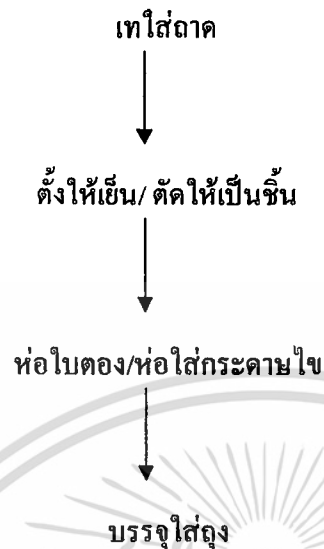 เทใส่ถาด
ตั้งให้เย็น/ ตัดให้เป็นชิ้น
ห่อใบตอง/ห่อใส่กระดาษไข
บรรจุใส่ถุง